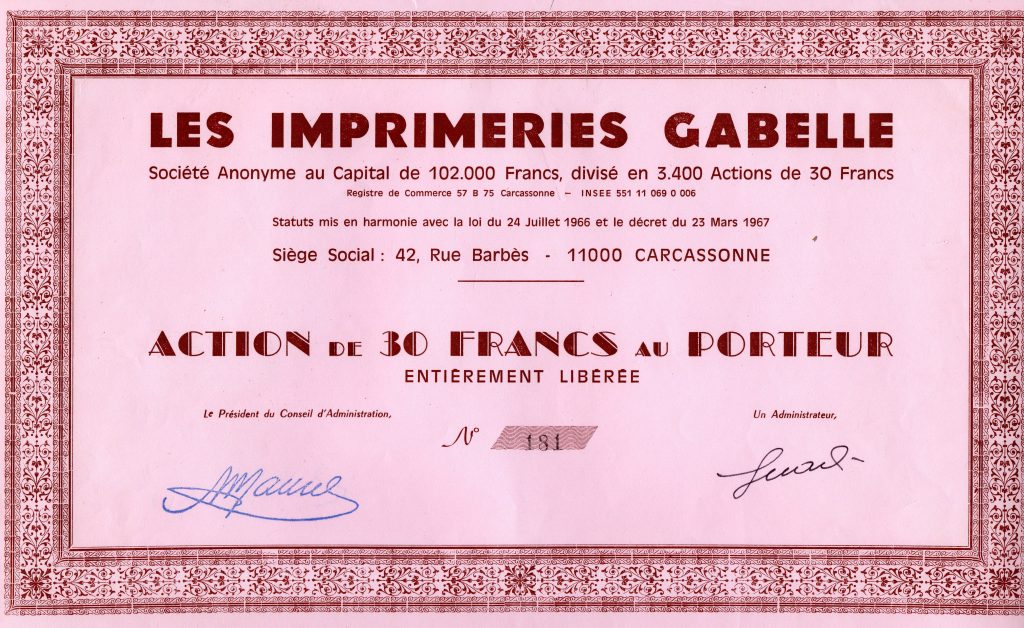 LES IMPRIMERIES GABELLE
Société Anonyme au Capital de 102.000 Francs, divisé en 3.400 Actions de 30 Francs
Registre de Commerce 57 B 75 Carcassonne — INSEE 551 11 069 0 006
Statuts mis en harmonie avec la loi du 24 Juillet 1966 et le décret du 23 Mars 1967
Siège Social : 42, Rue Barbès - 11000 CARCASSONNE
ACTION DE 30 FRANCS AU PORTEUR
ENTIÈREMENT LIBÉRÉE
Le Président du Conseil d'Administration,
Un Administrateur,
N° 181